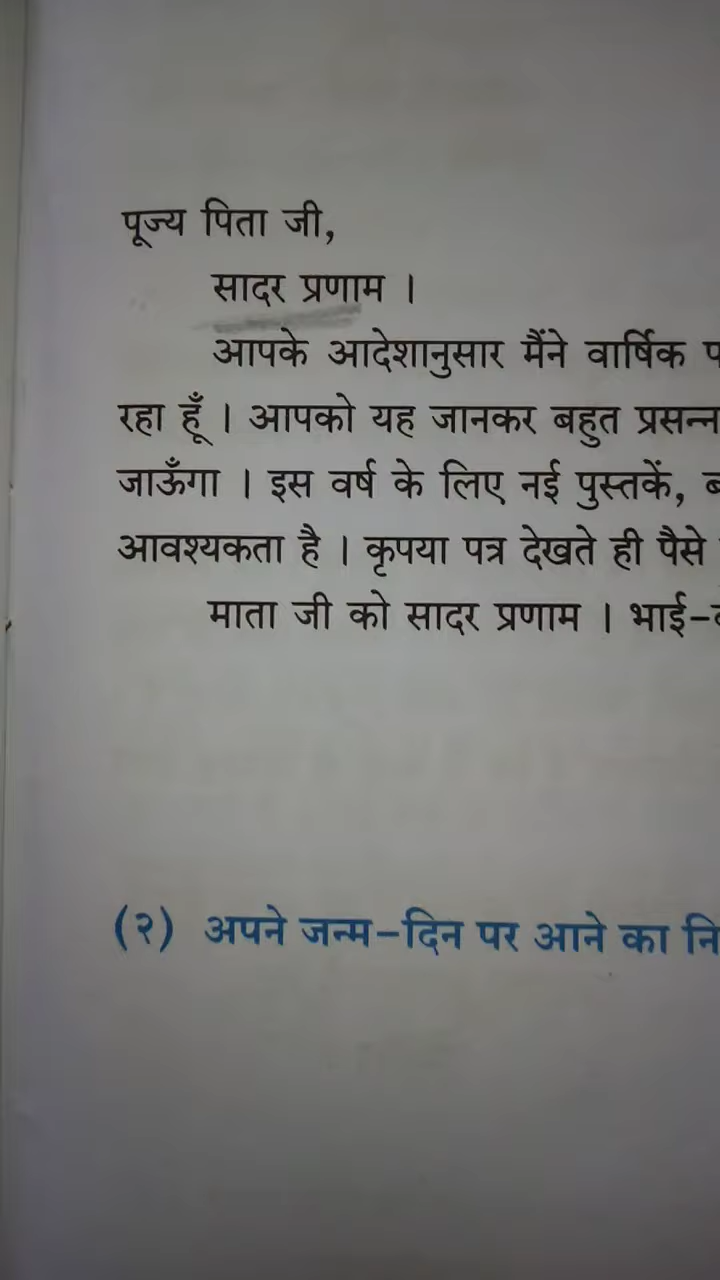 पूज्य पिता जी,
सादर प्रणाम ।
आपके आदेशानुसार मैंने वार्षिक
रहा हूँ । आपको यह जानकर बहुत
जाऊँगा । इस वर्ष के लिए नई पुस्तकें,
आवश्यकता है । कृपया पत्र देखते ही पैसे
माता जी को सादर प्रणाम । भाई-
(२) अपने जन्म-दिन पर आने का